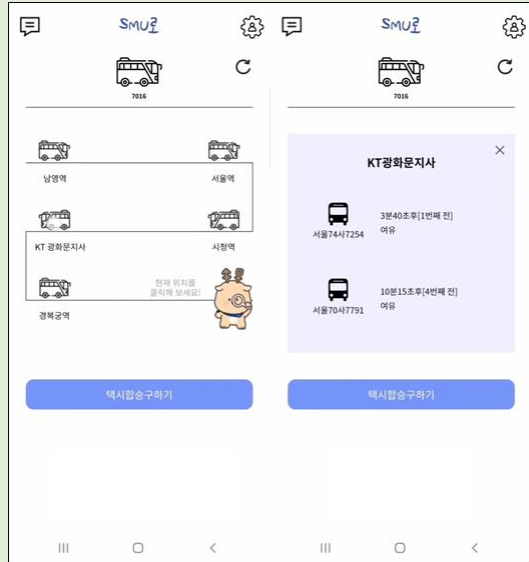 SMU로
7016
남영역
서울역
KT 광화문지사
시청역
현재 위치를
클릭해 보세요!
경복궁역
택시합승구하기
SMU로
7016
KT광화문지사
서울74사7254
3분40초후[1번째 전]
여유
서울70사7791
10분15초후[4번째 전]
여유
택시합승구하기